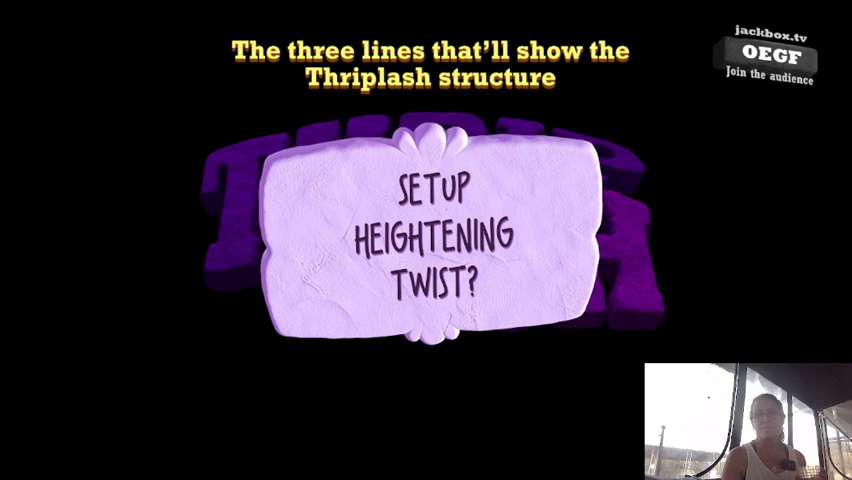 The three lines that'll show the
Thriplash structure
jackbox.tv
OEGF
Join the audience
SETUP
HEIGHTENING
TWIST?